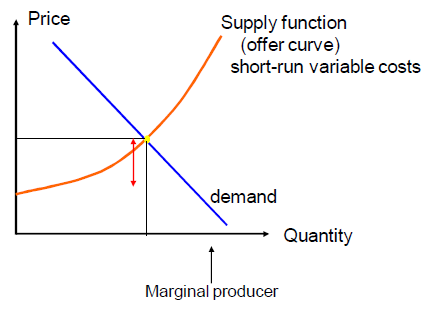 Price
Supply function
(offer curve)
short-run variable costs
demand
Quantity
Marginal producer